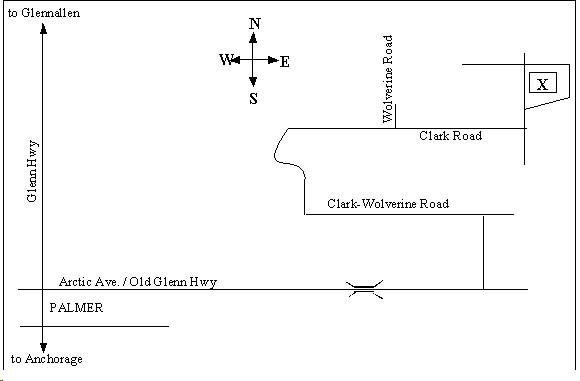 to Glennallen
N
W
E
S
Wolverine Road
X
Clark Road
Glenn Hwy
Clark-Wolverine Road
Arctic Ave. / Old Glenn Hwy
PALMER
to Anchorage